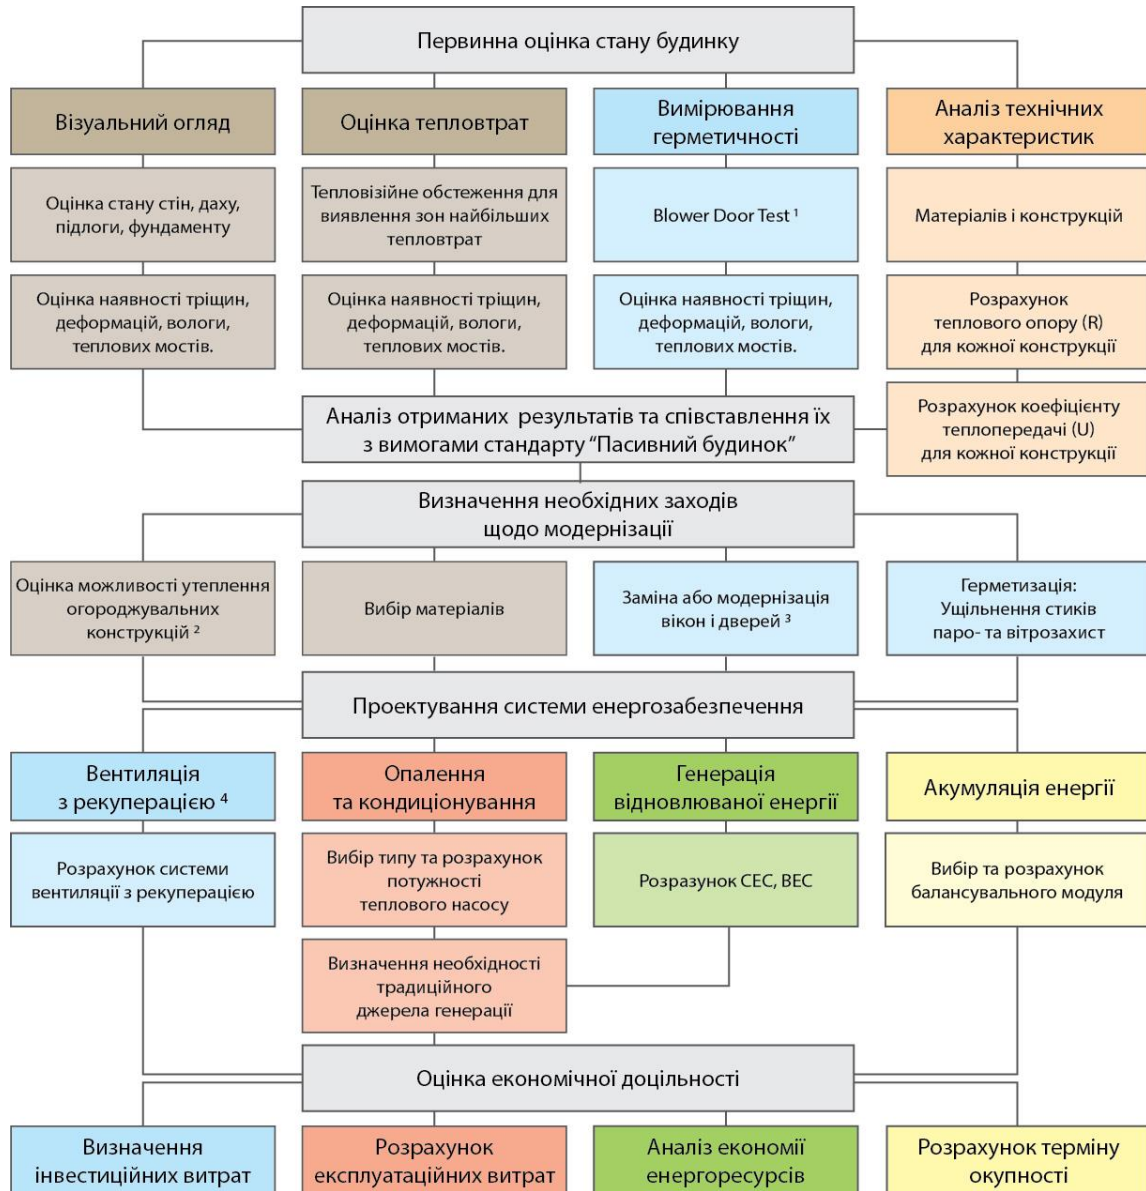 Первинна оцінка стану будинку
Візуальний огляд
Оцінка тепловтрат
Вимірювання
герметичності
Аналіз технічних
характеристик
Оцінка стану стін, даху,
підлоги, фундаменту
Тепловізійне обстеження для
виявлення зон найбільших
тепловтрат
Blower Door Test ¹
Матеріалів і конструкцій
Оцінка наявності тріщин,
деформацій, вологи,
теплових мостів.
Оцінка наявності тріщин,
деформацій, вологи,
теплових мостів.
Оцінка наявності тріщин,
деформацій, вологи,
теплових мостів.
Розрахунок
теплового опору (R)
для кожної конструкції
Аналіз отриманих результатів та співставлення їх
з вимогами стандарту “Пасивний будинок”
Розрахунок коефіцієнту
теплопередачі (U)
для кожної конструкції
Визначення необхідних заходів
щодо модернізації
Оцінка можливості утеплення
огороджувальних
конструкцій ²
Вибір матеріалів
Заміна або модернізація
вікон і дверей ³
Герметизація:
Ущільнення стиків
паро- та вітрозахист
Проектування системи енергозабезпечення
Вентиляція
з рекуперацією ⁴
Опалення
та кондиціонування
Генерація
відновлюваної енергії
Акумуляція енергії
Розрахунок системи
вентиляції з рекуперацією
Вибір типу та розрахунок
потужності
теплового насосу
Розразунок СЕС, ВЕС
Вибір та розрахунок
балансувального модуля
Визначення необхідності
традиційного
джерела генерації
Оцінка економічної доцільності
Визначення
інвестиційних витрат
Розрахунок
експлуатаційних витрат
Аналіз економії
енергоресурсів
Розрахунок терміну
окупності